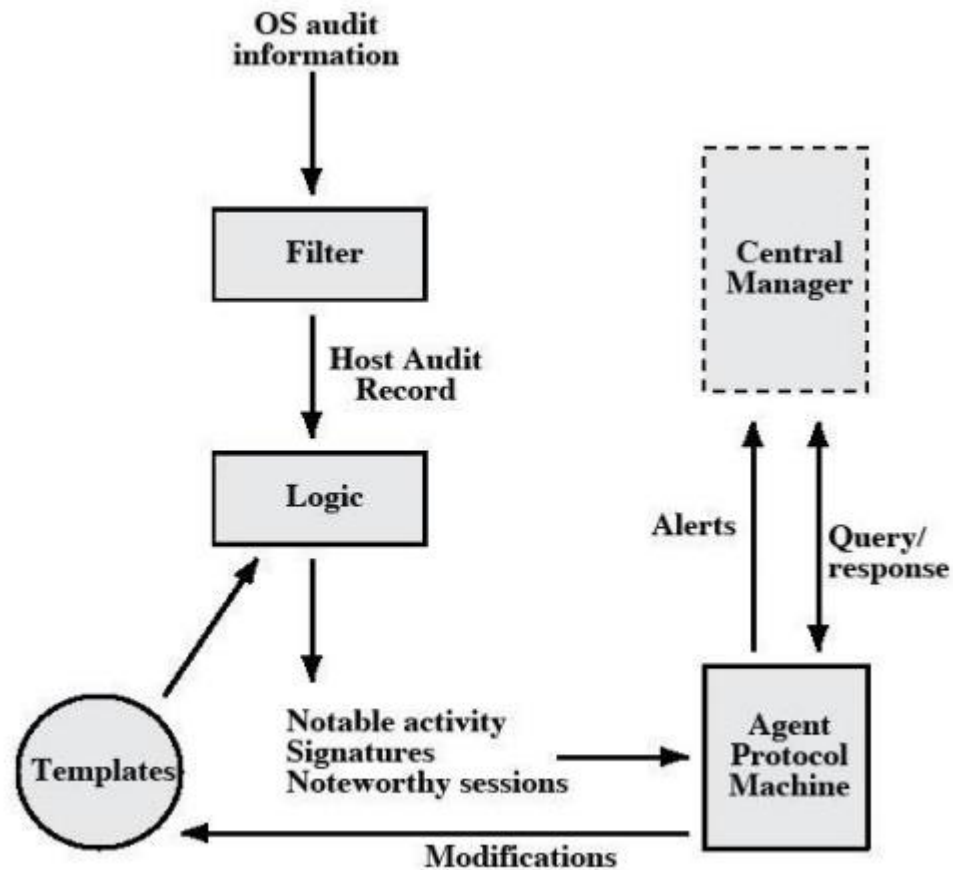 OS audit
information
Filter
Central
Manager
Host Audit
Record
Logic
Alerts
Query/
response
Notable activity
Signatures
Noteworthy sessions
Agent
Protocol
Machine
Templates
Modifications